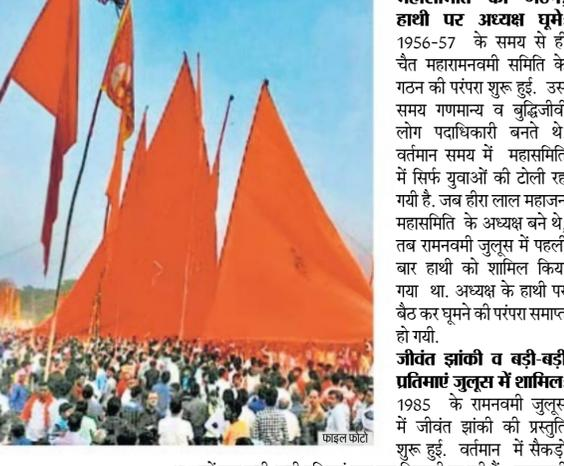 हाथी पर अध्यक्ष घूमे
1956-57 के समय से ही
चैत महारामनवमी समिति के
गठन की परंपरा शुरू हुई. उस
समय गणमान्य व बुद्धिजीवी
लोग पदाधिकारी बनते थे
वर्तमान समय में महासमिति
में सिर्फ युवाओं की टोली रह
गयी है. जब हीरा लाल महाजन
महासमिति के अध्यक्ष बने थे,
तब रामनवमी जुलूस में पहली
बार हाथी को शामिल किय
गया था. अध्यक्ष के हाथी पर
बैठ कर घूमने की परंपरा समाप्त
हो गयी.
जीवंत झांकी व बड़ी-बड़ी
प्रतिमाएं जुलूस में शामिल
1985 के रामनवमी जुलूस
में जीवंत झांकी की प्रस्तुति
शुरू हुई. वर्तमान में सैकड़ों
फाइल फोटो